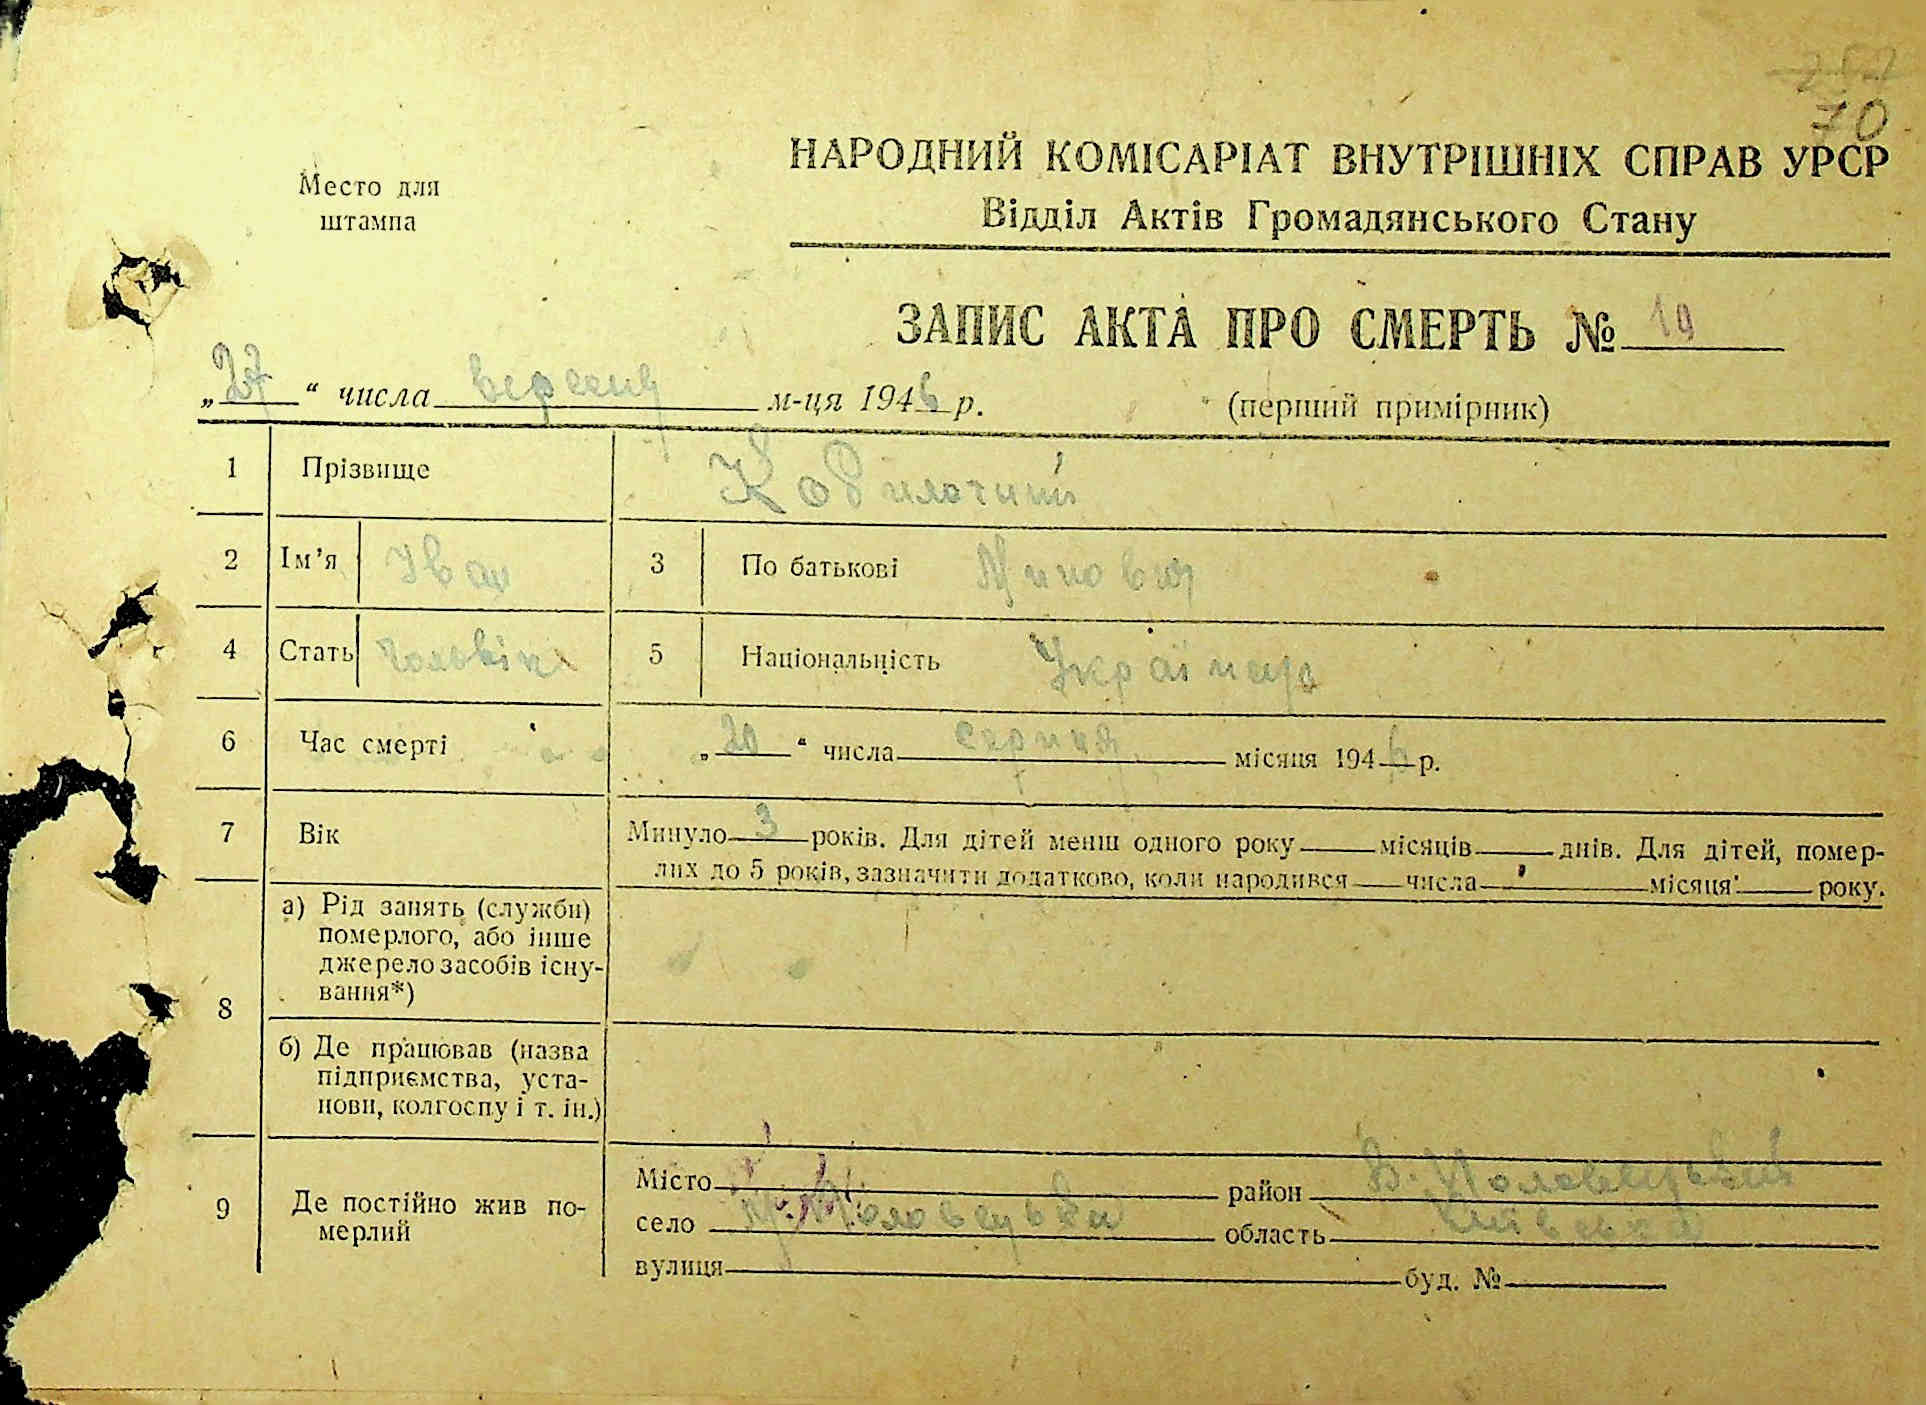 70
НАРОДНИЙ КОМІСАРІАТ ВНУТРІШНІХ СПРАВ УРСР
Место для
штампа
Відділ Актів Громадянського Стану
ЗАПИС АКТА ПРО СМЕРТЬ № 19
„27“ числа вересня м-ця 1946 р. (перший примірник)
1 Прізвище
2 Ім’я Іван 3 По батькові
4 Стать чоловік 5 Національність Українець
6 Час смерті „20“ числа серпня місяця 1946 р.
7 Вік Минуло 3 років. Для дітей менш одного року місяців днів. Для дітей, помер-
лих до 5 років, зазначити додатково, коли народився числа місяця року.
8 а) Рід занять (служби)
померлого, або інше
джерело засобів існу-
вання*)
б) Де працював (назва
підприємства, уста-
нови, колгоспу і т. ін.)
9 Де постійно жив по-
мерлий
Місто район В. Половецький
село М. Половецьке область Київська
вулиця буд. №